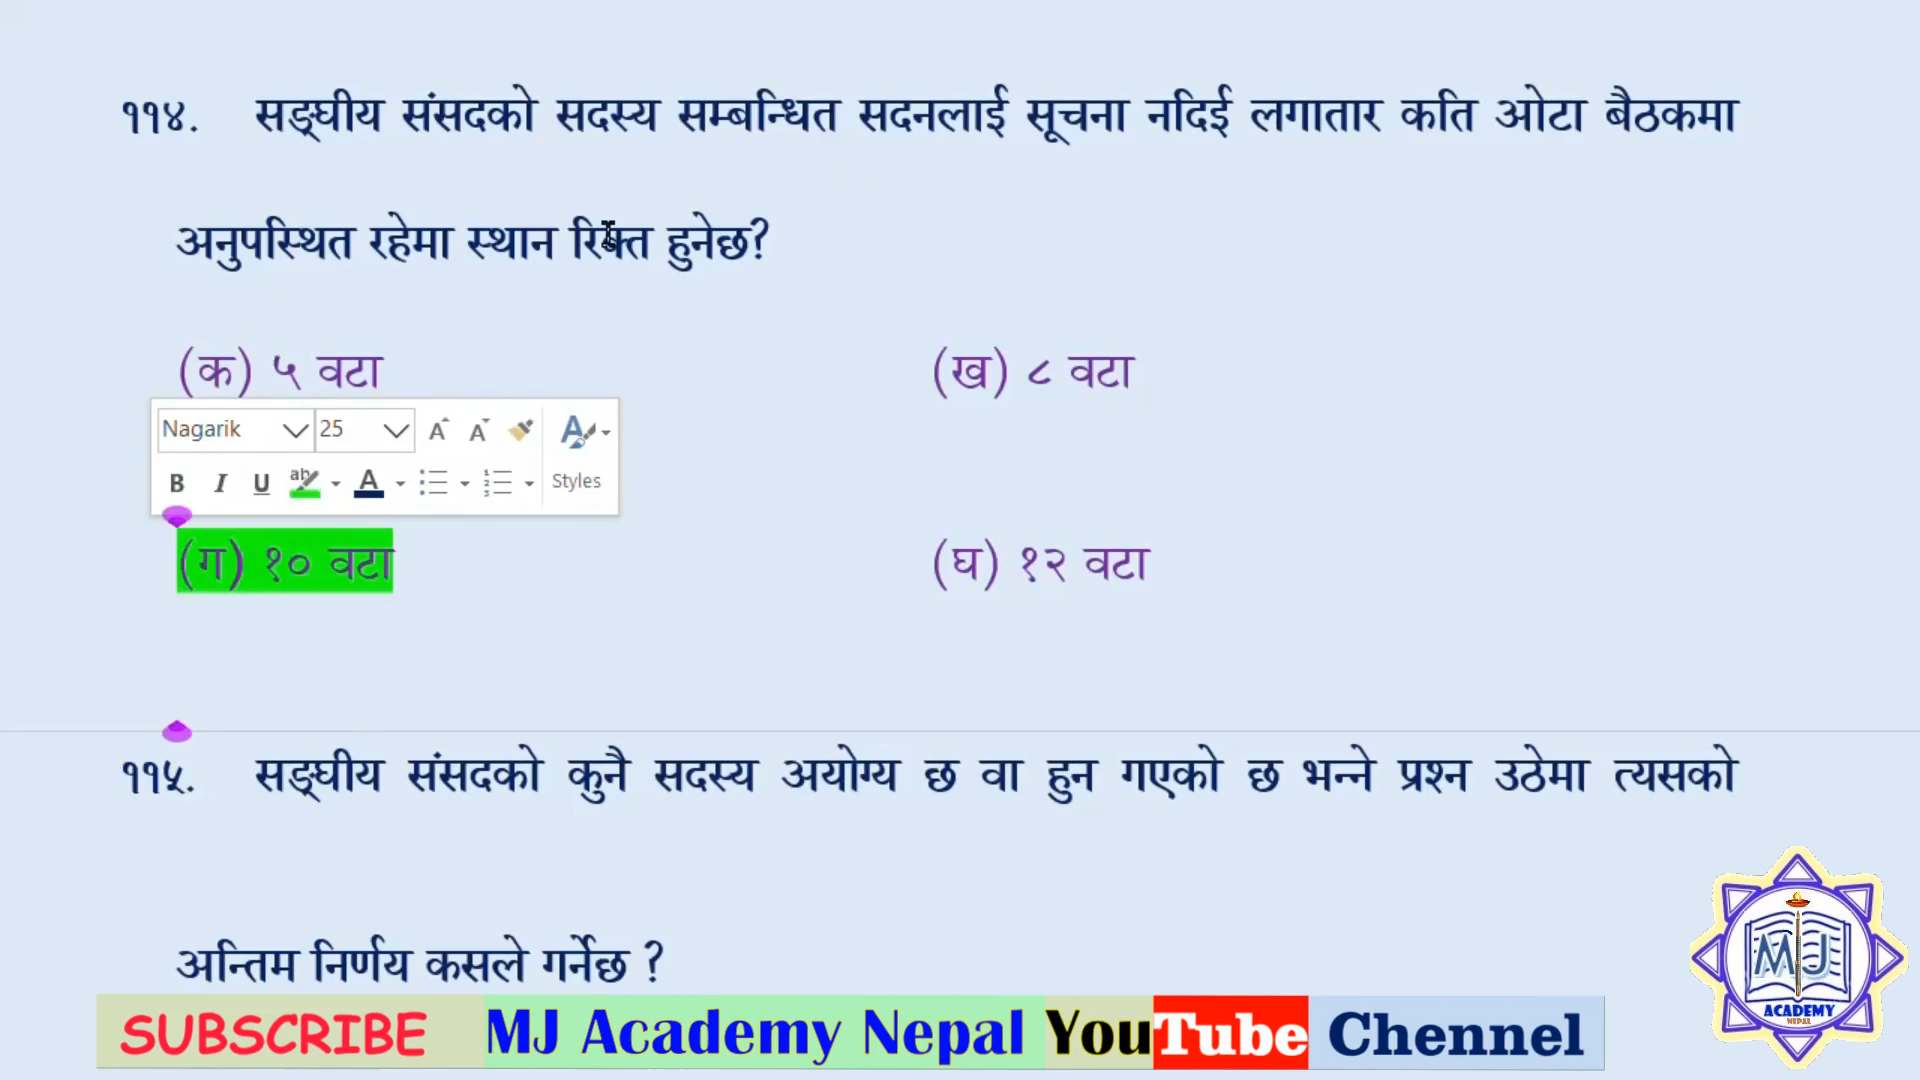 ११४. सङ्घीय संसदको सदस्य सम्बन्धित सदनलाई सूचना नदिई लगातार कति ओटा बैठकमा
अनुपस्थित रहेमा स्थान रिक्त हुनेछ?
(क) ५ वटा (ख) ८ वटा
Nagarik 25
B I U Styles
(ग) १० वटा (घ) १२ वटा
११५. सङ्घीय संसदको कुनै सदस्य अयोग्य छ वा हुन गएको छ भन्ने प्रश्न उठेमा त्यसको
अन्तिम निर्णय कसले गर्नेछ ?
MJ
ACADEMY
NEPAL
SUBSCRIBE MJ Academy Nepal YouTube Chennel